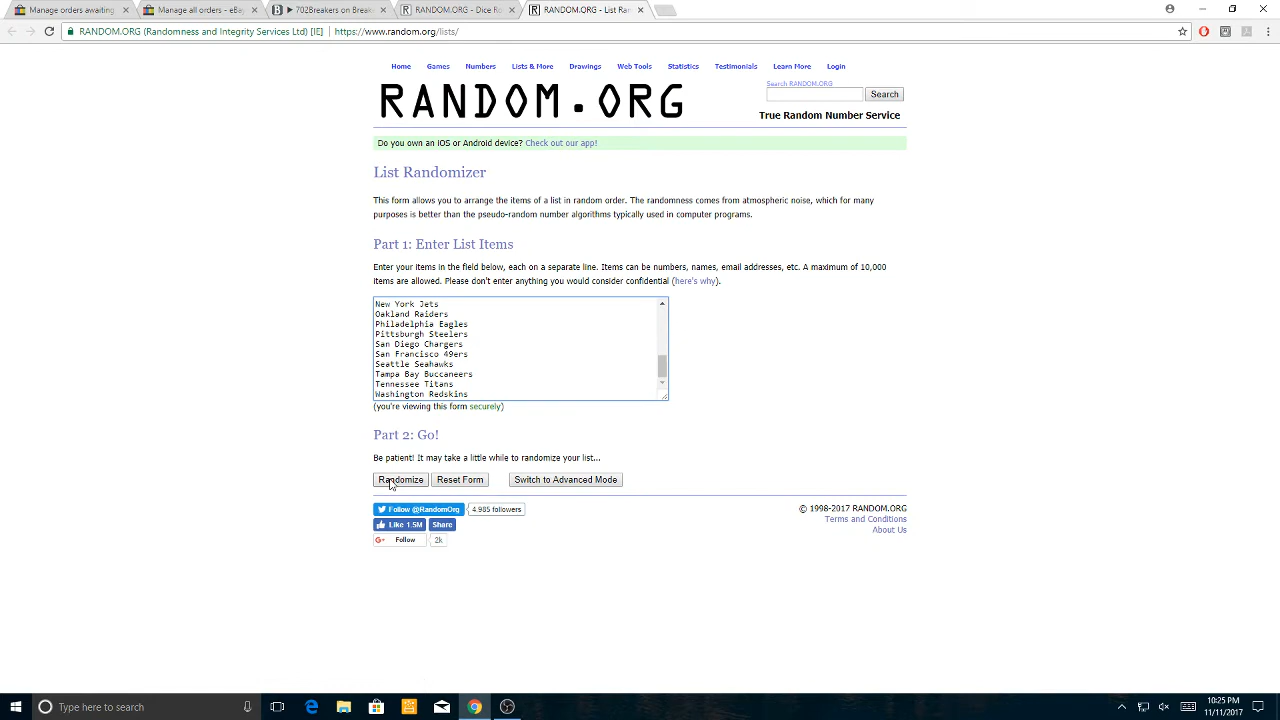 Manage orders awaiting
Manage all orders - eBay
702Breakers on Break
RANDOM.ORG - Dice Ro
RANDOM.ORG - List Ran
RANDOM.ORG (Randomness and Integrity Services Ltd) [IE]
https://www.random.org/lists/
Home Games Numbers Lists & More Drawings Web Tools Statistics Testimonials Learn More Login
RANDOM.ORG
Search RANDOM.ORG
Search
True Random Number Service
Do you own an iOS or Android device? Check out our app!
List Randomizer
This form allows you to arrange the items of a list in random order. The randomness comes from atmospheric noise, which for many
purposes is better than the pseudo-random number algorithms typically used in computer programs.
Part 1: Enter List Items
Enter your items in the field below, each on a separate line. Items can be numbers, names, email addresses, etc. A maximum of 10,000
items are allowed. Please don't enter anything you would consider confidential (here's why).
New York Jets
Oakland Raiders
Philadelphia Eagles
Pittsburgh Steelers
San Diego Chargers
San Francisco 49ers
Seattle Seahawks
Tampa Bay Buccaneers
Tennessee Titans
Washington Redskins
(you're viewing this form securely)
Part 2: Go!
Be patient! It may take a little while to randomize your list...
Randomize Reset Form Switch to Advanced Mode
Follow @RandomOrg 4,985 followers
Like 1.5M Share
G+ Follow 2k
© 1998-2017 RANDOM.ORG
Terms and Conditions
About Us
Type here to search
10:25 PM
11/11/2017